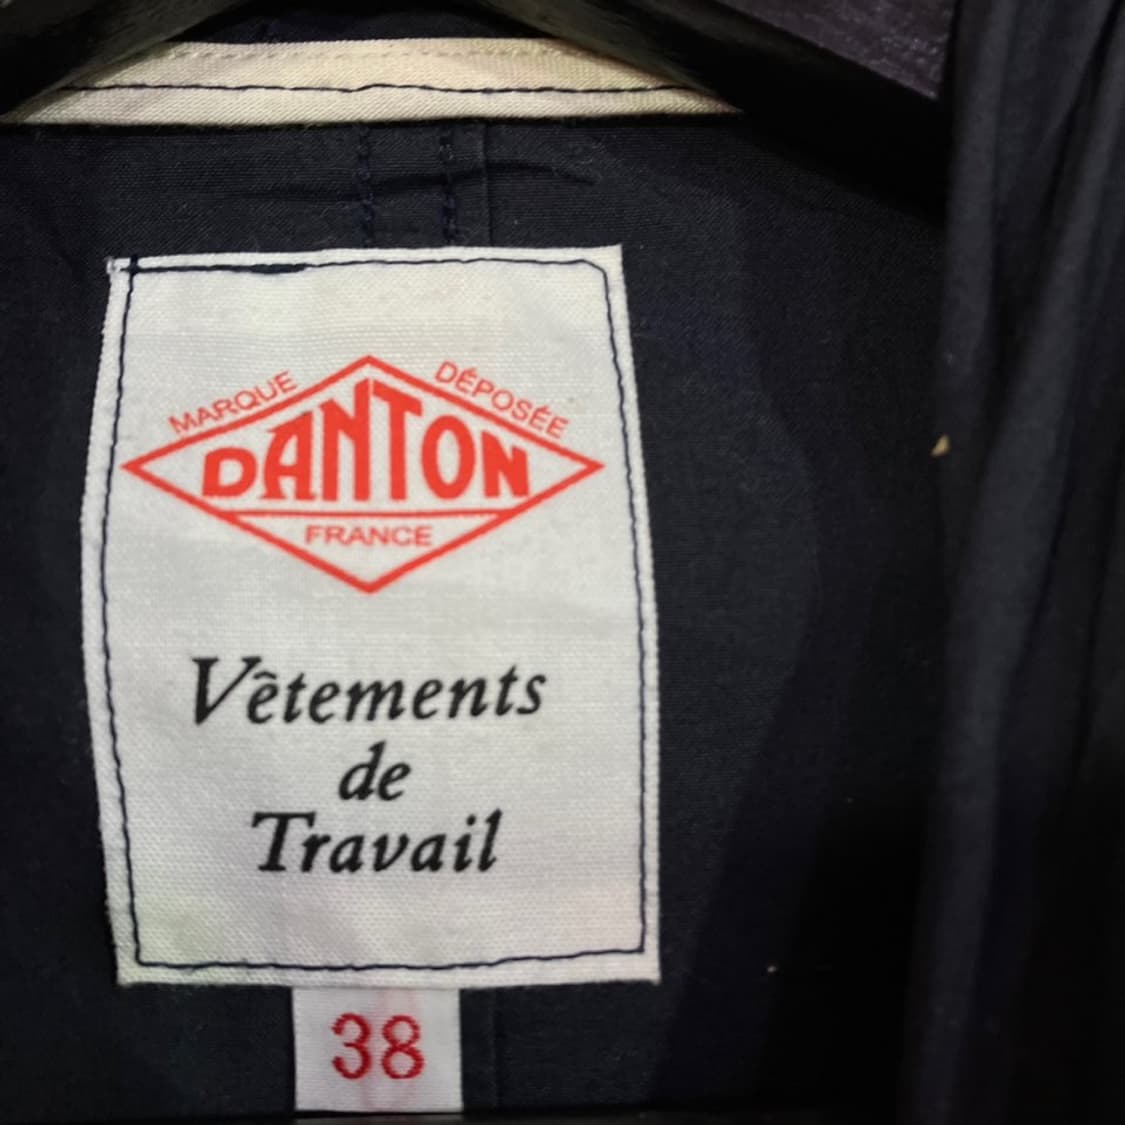 MARQUE DÉPOSÉE
DANTON
FRANCE
Vêtements
de
Travail
38